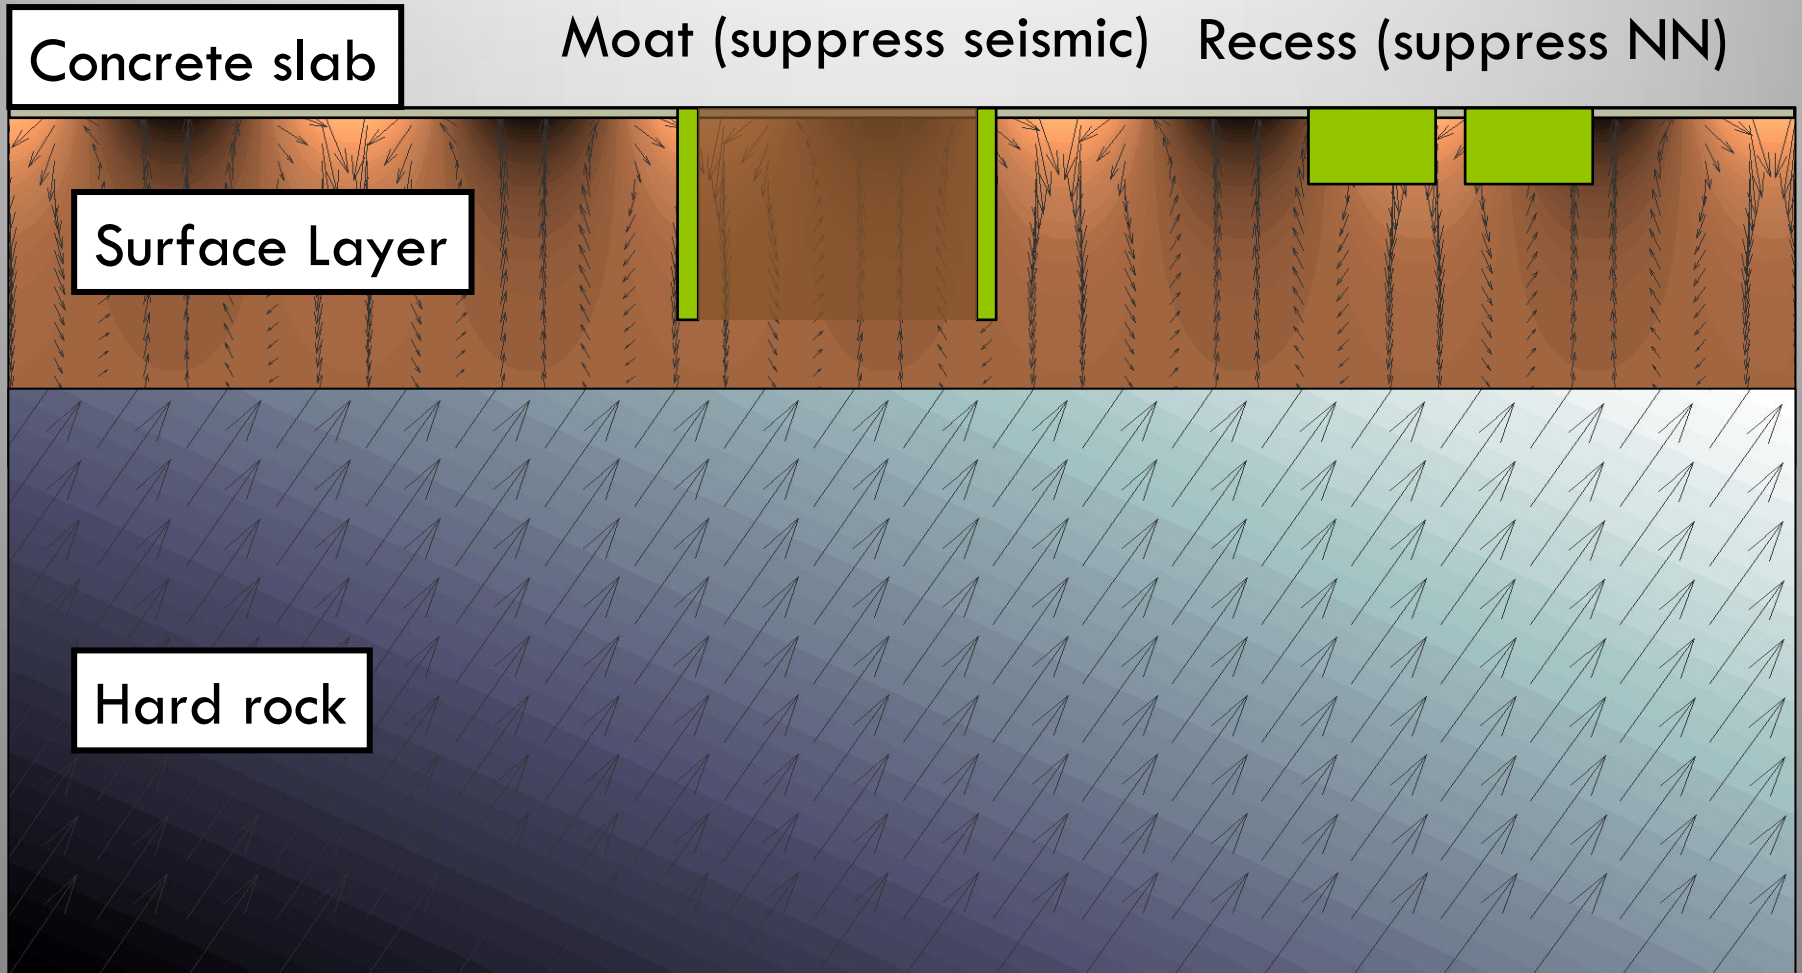 Concrete slab
Moat (suppress seismic)
Recess (suppress NN)
Surface Layer
Hard rock